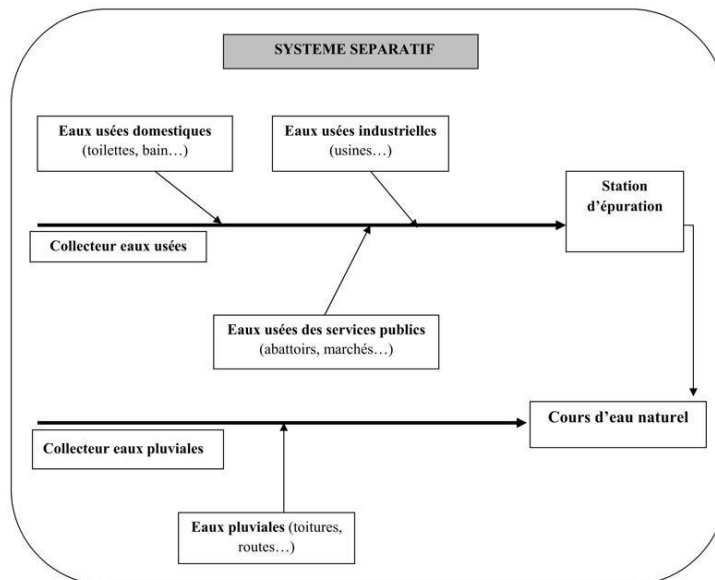 SYSTEME SEPARATIF
Eaux usées domestiques
(toilettes, bain…)
Eaux usées industrielles
(usines…)
Station
d’épuration
Collecteur eaux usées
Eaux usées des services publics
(abattoirs, marchés…)
Cours d’eau naturel
Collecteur eaux pluviales
Eaux pluviales (toitures,
routes…)